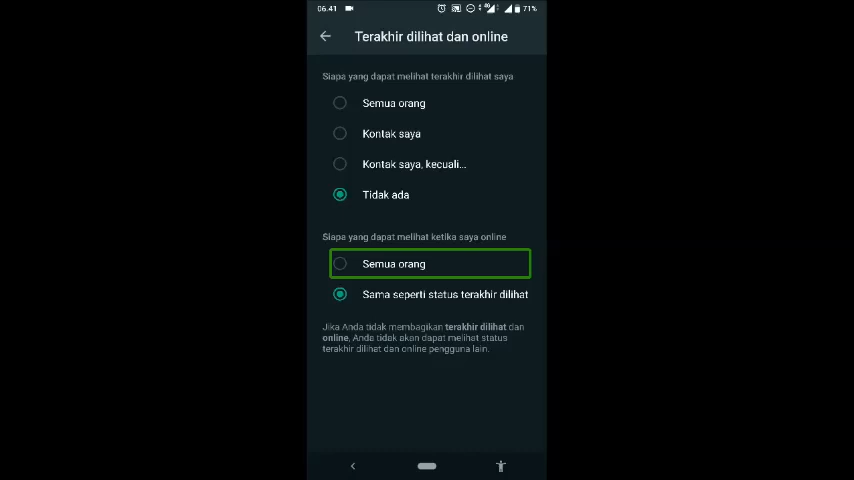 06.41
4G
71%
Terakhir dilihat dan online
Siapa yang dapat melihat terakhir dilihat saya
Semua orang
Kontak saya
Kontak saya, kecuali...
Tidak ada
Siapa yang dapat melihat ketika saya online
Semua orang
Sama seperti status terakhir dilihat
Jika Anda tidak membagikan terakhir dilihat dan
online, Anda tidak akan dapat melihat status
terakhir dilihat dan online pengguna lain.